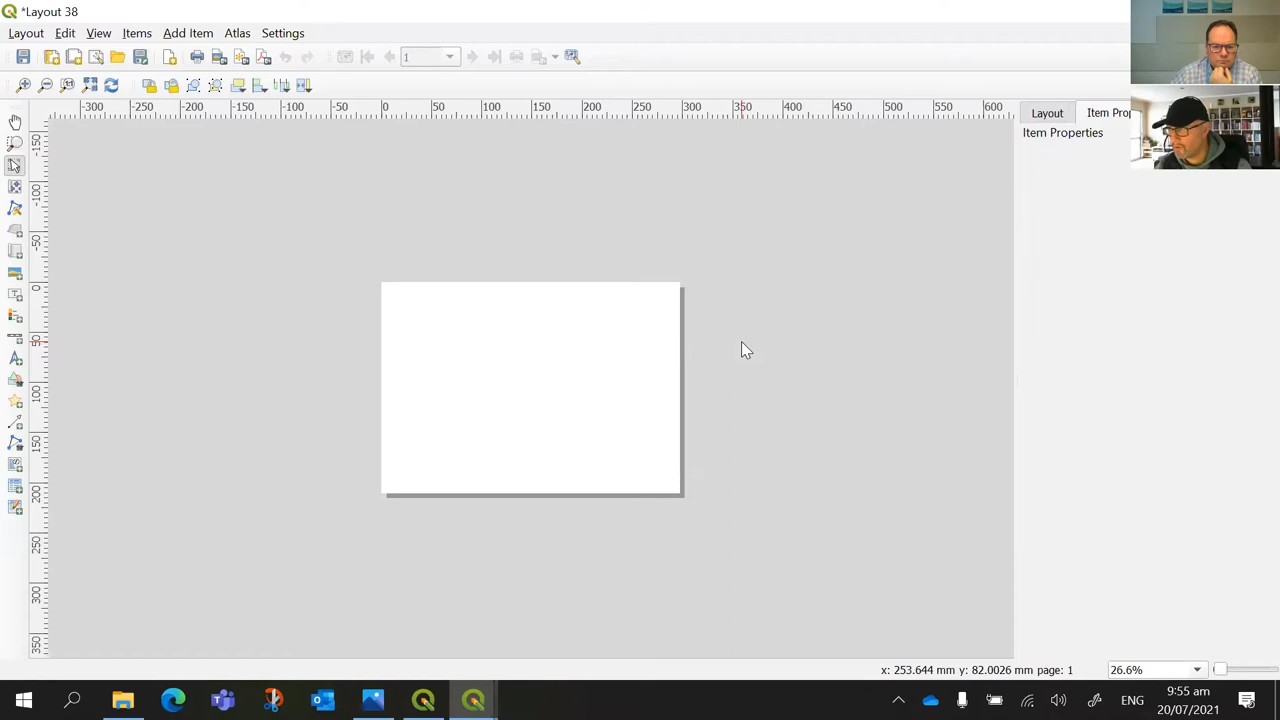 *Layout 38
Layout Edit View Items Add Item Atlas Settings
1
-300 -250 -200 -150 -100 -50 0 50 100 150 200 250 300 350 400 450 500 550 600
Layout Item Prop
Item Properties
-150
-100
-50
0
50
100
150
200
250
300
350
x: 253.644 mm y: 82.0026 mm page: 1 26.6%
ENG 9:55 am
20/07/2021